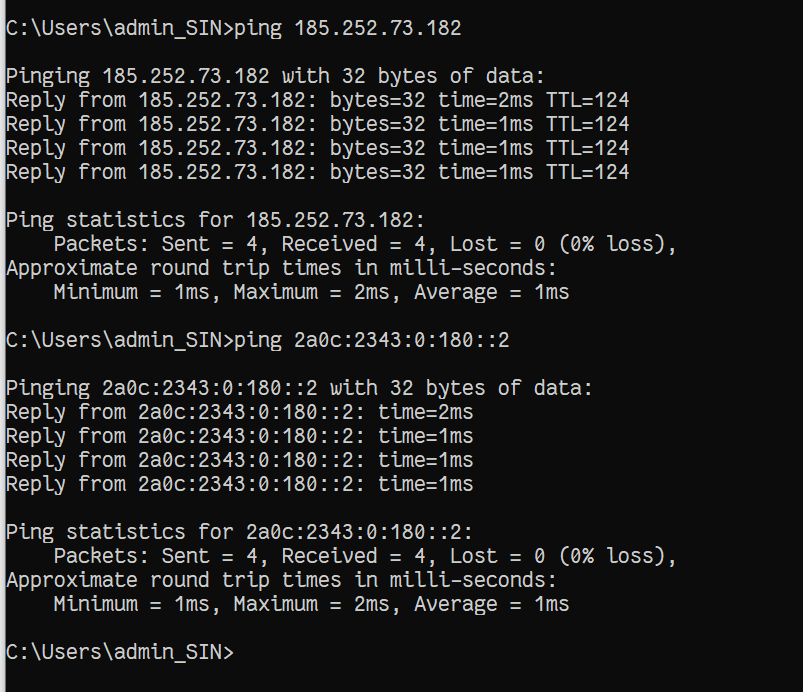 C:\Users\admin_SIN>ping 185.252.73.182
Pinging 185.252.73.182 with 32 bytes of data:
Reply from 185.252.73.182: bytes=32 time=2ms TTL=124
Reply from 185.252.73.182: bytes=32 time=1ms TTL=124
Reply from 185.252.73.182: bytes=32 time=1ms TTL=124
Reply from 185.252.73.182: bytes=32 time=1ms TTL=124
Ping statistics for 185.252.73.182:
    Packets: Sent = 4, Received = 4, Lost = 0 (0% loss),
Approximate round trip times in milli-seconds:
    Minimum = 1ms, Maximum = 2ms, Average = 1ms
C:\Users\admin_SIN>ping 2a0c:2343:0:180::2
Pinging 2a0c:2343:0:180::2 with 32 bytes of data:
Reply from 2a0c:2343:0:180::2: time=2ms
Reply from 2a0c:2343:0:180::2: time=1ms
Reply from 2a0c:2343:0:180::2: time=1ms
Reply from 2a0c:2343:0:180::2: time=1ms
Ping statistics for 2a0c:2343:0:180::2:
    Packets: Sent = 4, Received = 4, Lost = 0 (0% loss),
Approximate round trip times in milli-seconds:
    Minimum = 1ms, Maximum = 2ms, Average = 1ms
C:\Users\admin_SIN>